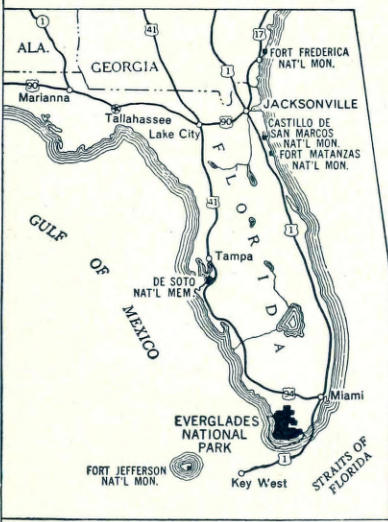 1
41
17
ALA.
GEORGIA
1
FORT FREDERICA
NAT'L MON.
90
Marianna
Tallahassee
Lake City
90
JACKSONVILLE
CASTILLO DE
SAN MARCOS
NAT'L MON.
FORT MATANZAS
NAT'L MON.
FLORIDA
41
1
GULF
OF
MEXICO
Tampa
DE SOTO
NAT'L MEM.
94
Miami
EVERGLADES
NATIONAL
PARK
1
FORT JEFFERSON
NAT'L MON.
Key West
STRAITS OF
FLORIDA